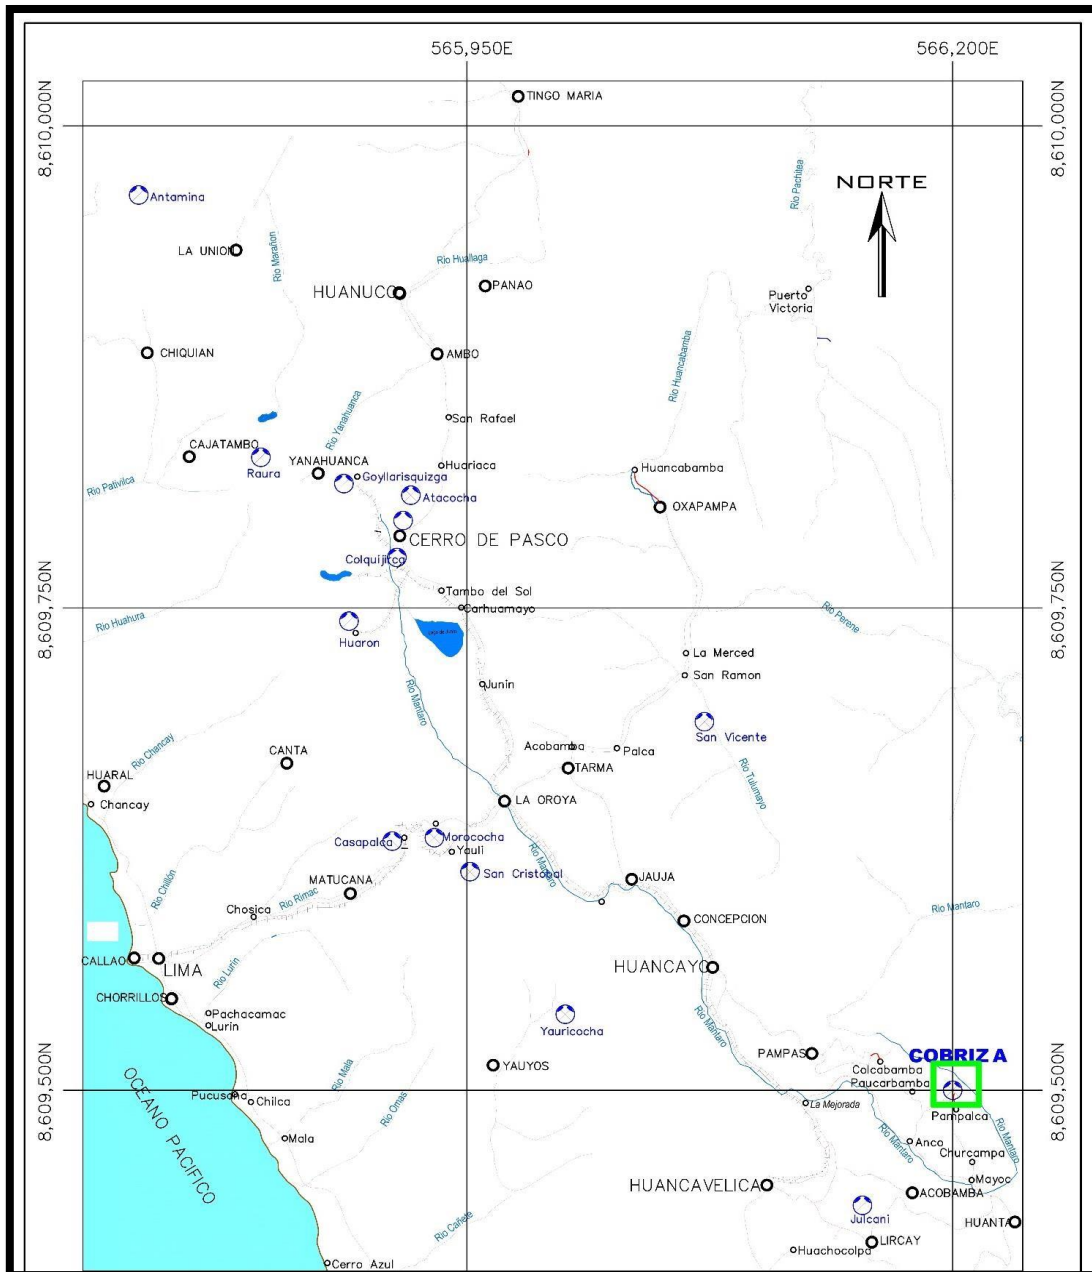 565,950E
566,200E
8,610,000N
8,610,000N
TINGO MARIA
Rio Pachitea
NORTE
Antamina
LA UNION
Rio Marañon
Rio Huallaga
HUANUCO
PANAO
Puerto
Victoria
CHIQUIAN
AMBO
Rio Huancabamba
Rio Yanahuanca
San Rafael
CAJATAMBO
Raura
YANAHUANCA
Huariaca
Goyllarisquizga
Huancabamba
Rio Pativilca
Atacocha
OXAPAMPA
CERRO DE PASCO
Colquijirca
Tambo del Sol
Carhuamayo
8,609,750N
8,609,750N
Rio Huahura
Rio Perene
Huaron
La Merced
San Ramon
Junin
Rio Mantaro
San Vicente
Rio Chancay
CANTA
Acobamba
Palca
TARMA
Rio Tulumayo
HUARAL
Chancay
LA OROYA
Casapalca
Morococha
Yauli
Rio Mantaro
San Cristobal
JAUJA
Rio Chillón
MATUCANA
Rio Rimac
Chosica
CONCEPCION
Rio Mantaro
CALLAO
LIMA
Rio Lurin
HUANCAYO
CHORRILLOS
Pachacamac
Lurin
Yauricocha
Rio Mantaro
YAUYOS
PAMPAS
COBRIZA
Colcabamba
Paucarbamba
8,609,500N
8,609,500N
OCEANO PACIFICO
Pucusana
Chilca
Rio Mala
Rio Omas
La Mejorada
Pampalca
Mala
Rio Mantaro
Anco
Rio Mantaro
Churcampa
Mayoc
HUANCAVELICA
ACOBAMBA
Julcani
HUANTA
Rio Cañete
LIRCAY
Huachocolpa
Cerro Azul